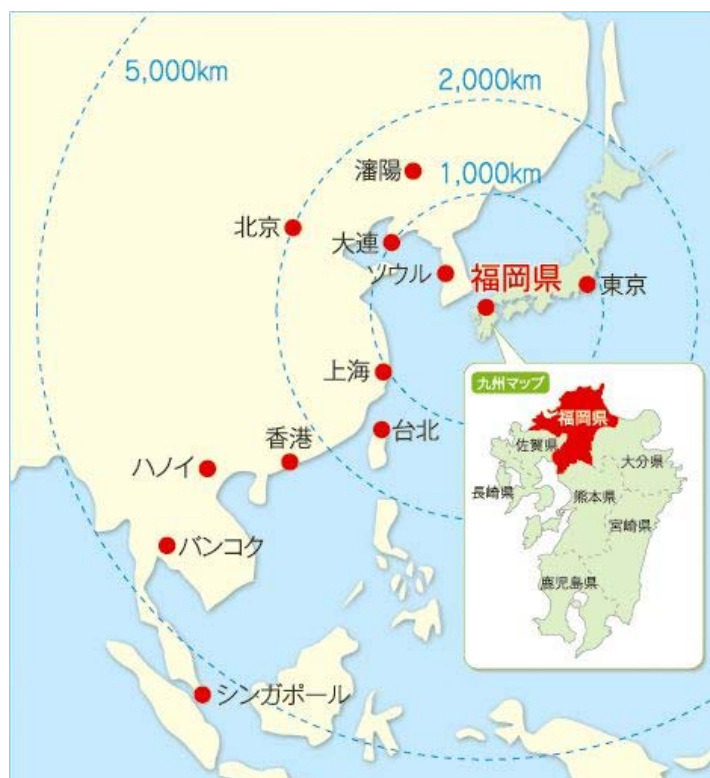 5,000km
2,000km
1,000km
瀋陽
北京
大連
ソウル
福岡県
東京
上海
台北
香港
ハノイ
バンコク
シンガポール
九州マップ
福岡県
佐賀県
大分県
長崎県
熊本県
宮崎県
鹿児島県